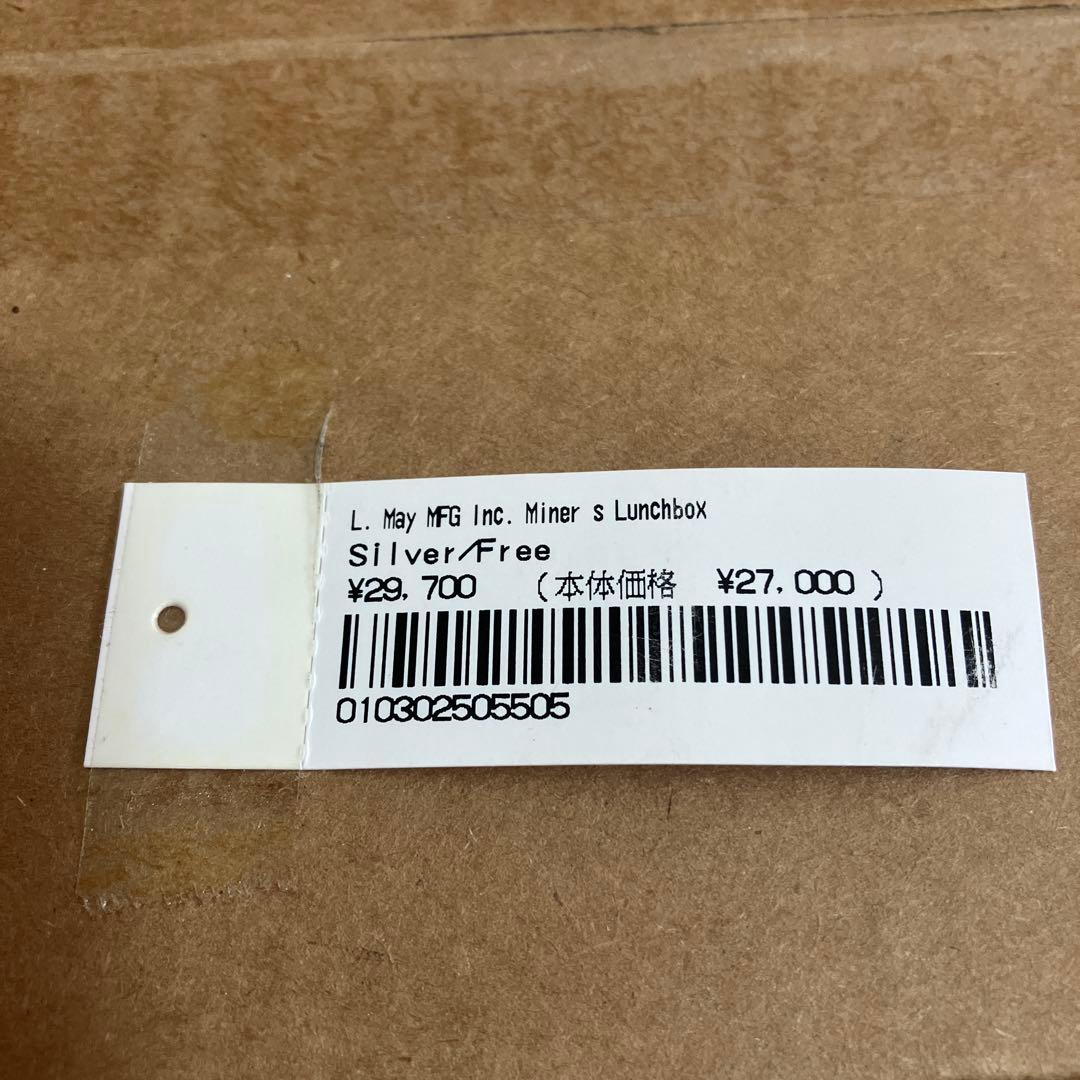 L. May MFG Inc. Miner s Lunchbox
Silver/Free
¥29,700 (本体価格 ¥27,000)
010302505505